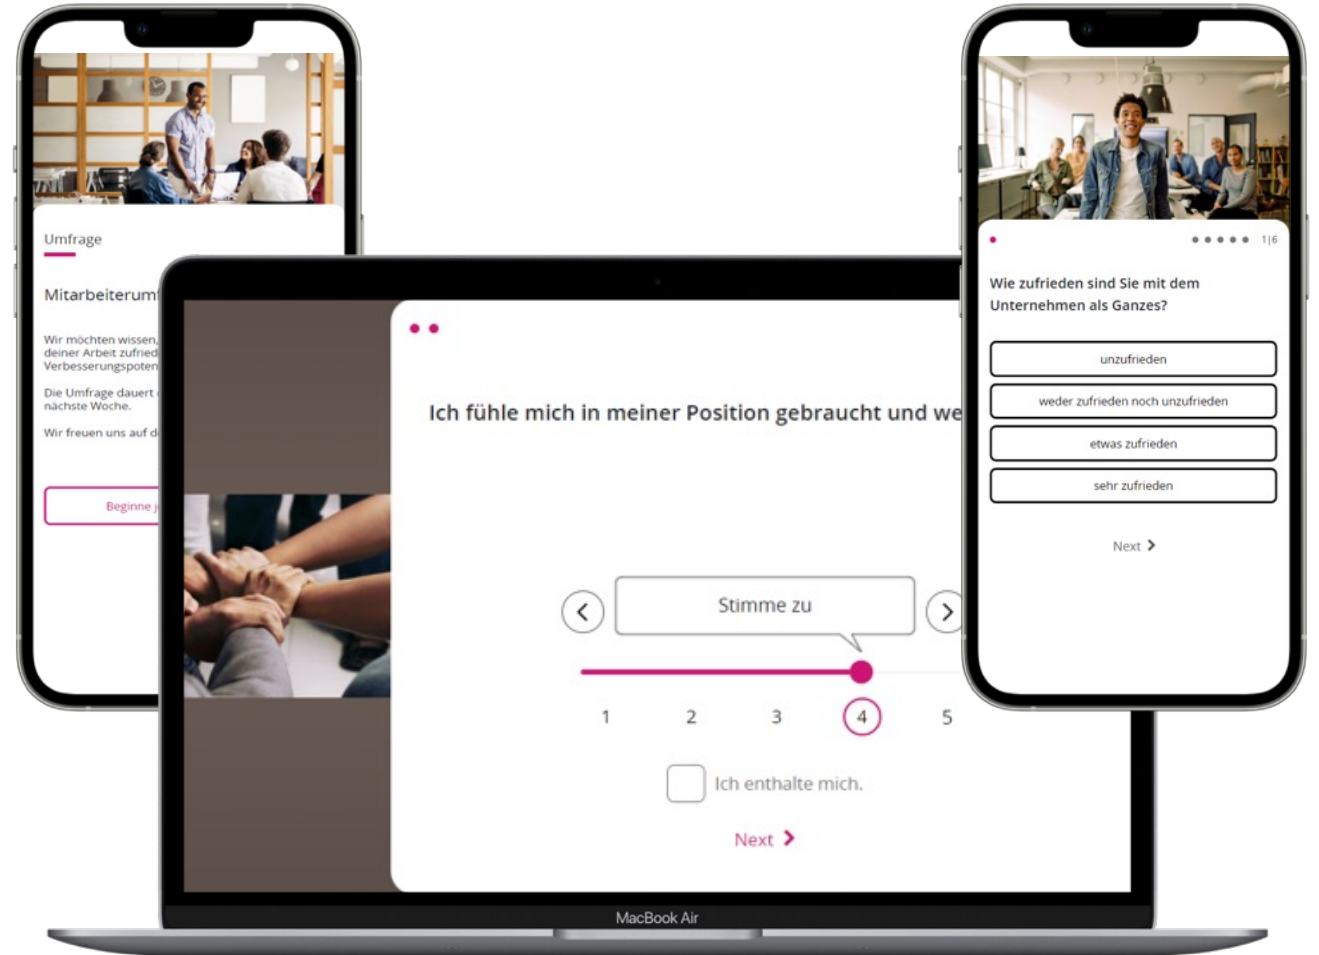 Umfrage
Mitarbeiterum
Wir möchten wissen,
deiner Arbeit zufried
Verbesserungspoten
Die Umfrage dauert
nächste Woche.
Wir freuen uns auf d
Beginne j
Ich fühle mich in meiner Position gebraucht und we
Stimme zu
1 2 3 4 5
Ich enthalte mich.
Next
MacBook Air
1|6
Wie zufrieden sind Sie mit dem
Unternehmen als Ganzes?
unzufrieden
weder zufrieden noch unzufrieden
etwas zufrieden
sehr zufrieden
Next